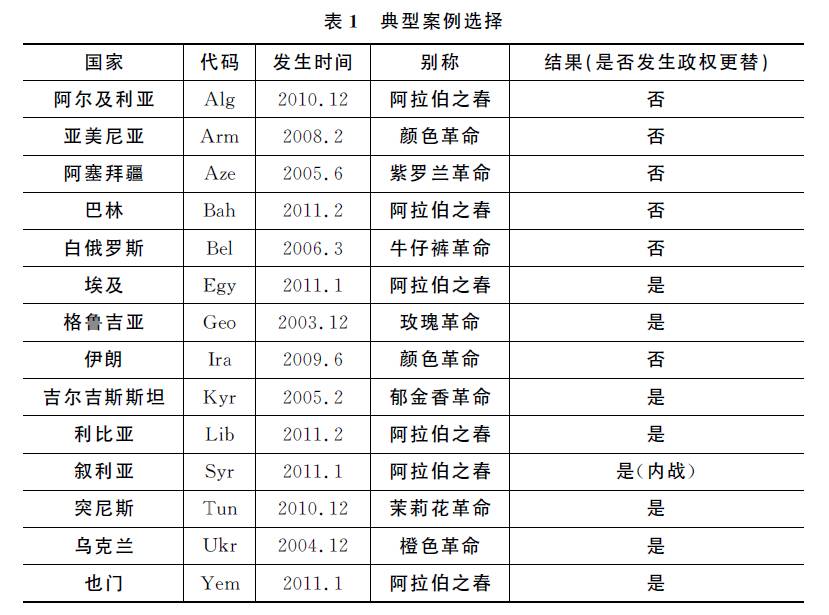 表1 典型案例选择
国家 代码 发生时间 别称 结果(是否发生政权更替)
阿尔及利亚 Alg 2010.12 阿拉伯之春 否
亚美尼亚 Arm 2008.2 颜色革命 否
阿塞拜疆 Aze 2005.6 紫罗兰革命 否
巴林 Bah 2011.2 阿拉伯之春 否
白俄罗斯 Bel 2006.3 牛仔裤革命 否
埃及 Egy 2011.1 阿拉伯之春 是
格鲁吉亚 Geo 2003.12 玫瑰革命 是
伊朗 Ira 2009.6 颜色革命 否
吉尔吉斯斯坦 Kyr 2005.2 郁金香革命 是
利比亚 Lib 2011.2 阿拉伯之春 是
叙利亚 Syr 2011.1 阿拉伯之春 是(内战)
突尼斯 Tun 2010.12 茉莉花革命 是
乌克兰 Ukr 2004.12 橙色革命 是
也门 Yem 2011.1 阿拉伯之春 是